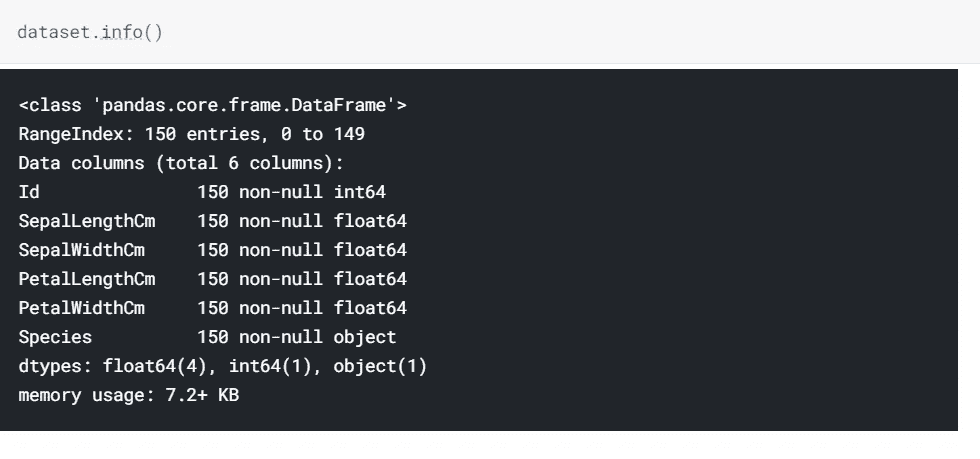 dataset.info()
<class 'pandas.core.frame.DataFrame'>
RangeIndex: 150 entries, 0 to 149
Data columns (total 6 columns):
Id               150 non-null int64
SepalLengthCm    150 non-null float64
SepalWidthCm     150 non-null float64
PetalLengthCm    150 non-null float64
PetalWidthCm     150 non-null float64
Species          150 non-null object
dtypes: float64(4), int64(1), object(1)
memory usage: 7.2+ KB